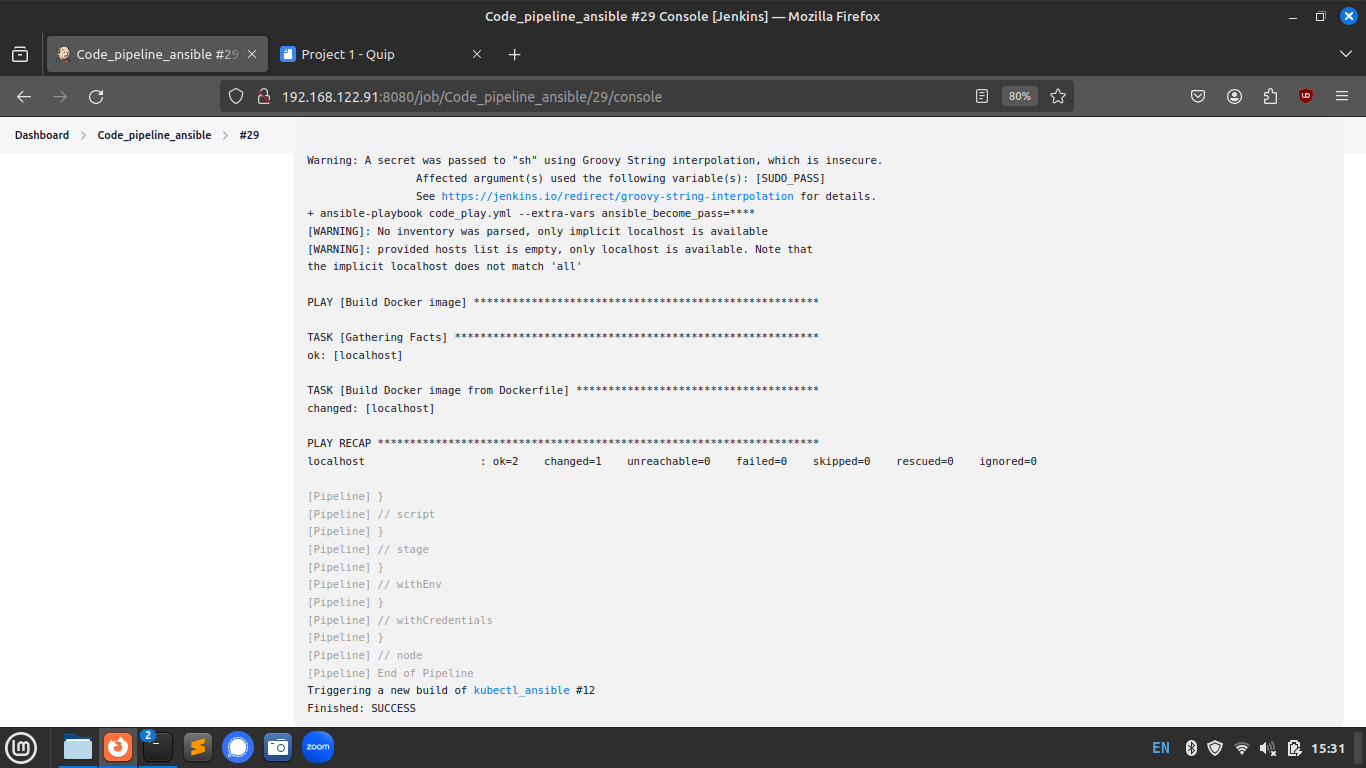 Code_pipeline_ansible #29 Console [Jenkins] — Mozilla Firefox
Code_pipeline_ansible #29
Project 1 - Quip
192.168.122.91:8080/job/Code_pipeline_ansible/29/console
80%
Dashboard > Code_pipeline_ansible > #29
Warning: A secret was passed to "sh" using Groovy String interpolation, which is insecure.
Affected argument(s) used the following variable(s): [SUDO_PASS]
See https://jenkins.io/redirect/groovy-string-interpolation for details.
+ ansible-playbook code_play.yml --extra-vars ansible_become_pass=****
[WARNING]: No inventory was parsed, only implicit localhost is available
[WARNING]: provided hosts list is empty, only localhost is available. Note that
the implicit localhost does not match 'all'
PLAY [Build Docker image] ******************************************************
TASK [Gathering Facts] *********************************************************
ok: [localhost]
TASK [Build Docker image from Dockerfile] **************************************
changed: [localhost]
PLAY RECAP *********************************************************************
localhost                  : ok=2    changed=1    unreachable=0    failed=0    skipped=0    rescued=0    ignored=0
[Pipeline] }
[Pipeline] // script
[Pipeline] }
[Pipeline] // stage
[Pipeline] }
[Pipeline] // withEnv
[Pipeline] }
[Pipeline] // withCredentials
[Pipeline] }
[Pipeline] // node
[Pipeline] End of Pipeline
Triggering a new build of kubectl_ansible #12
Finished: SUCCESS
2
zoom
EN
15:31